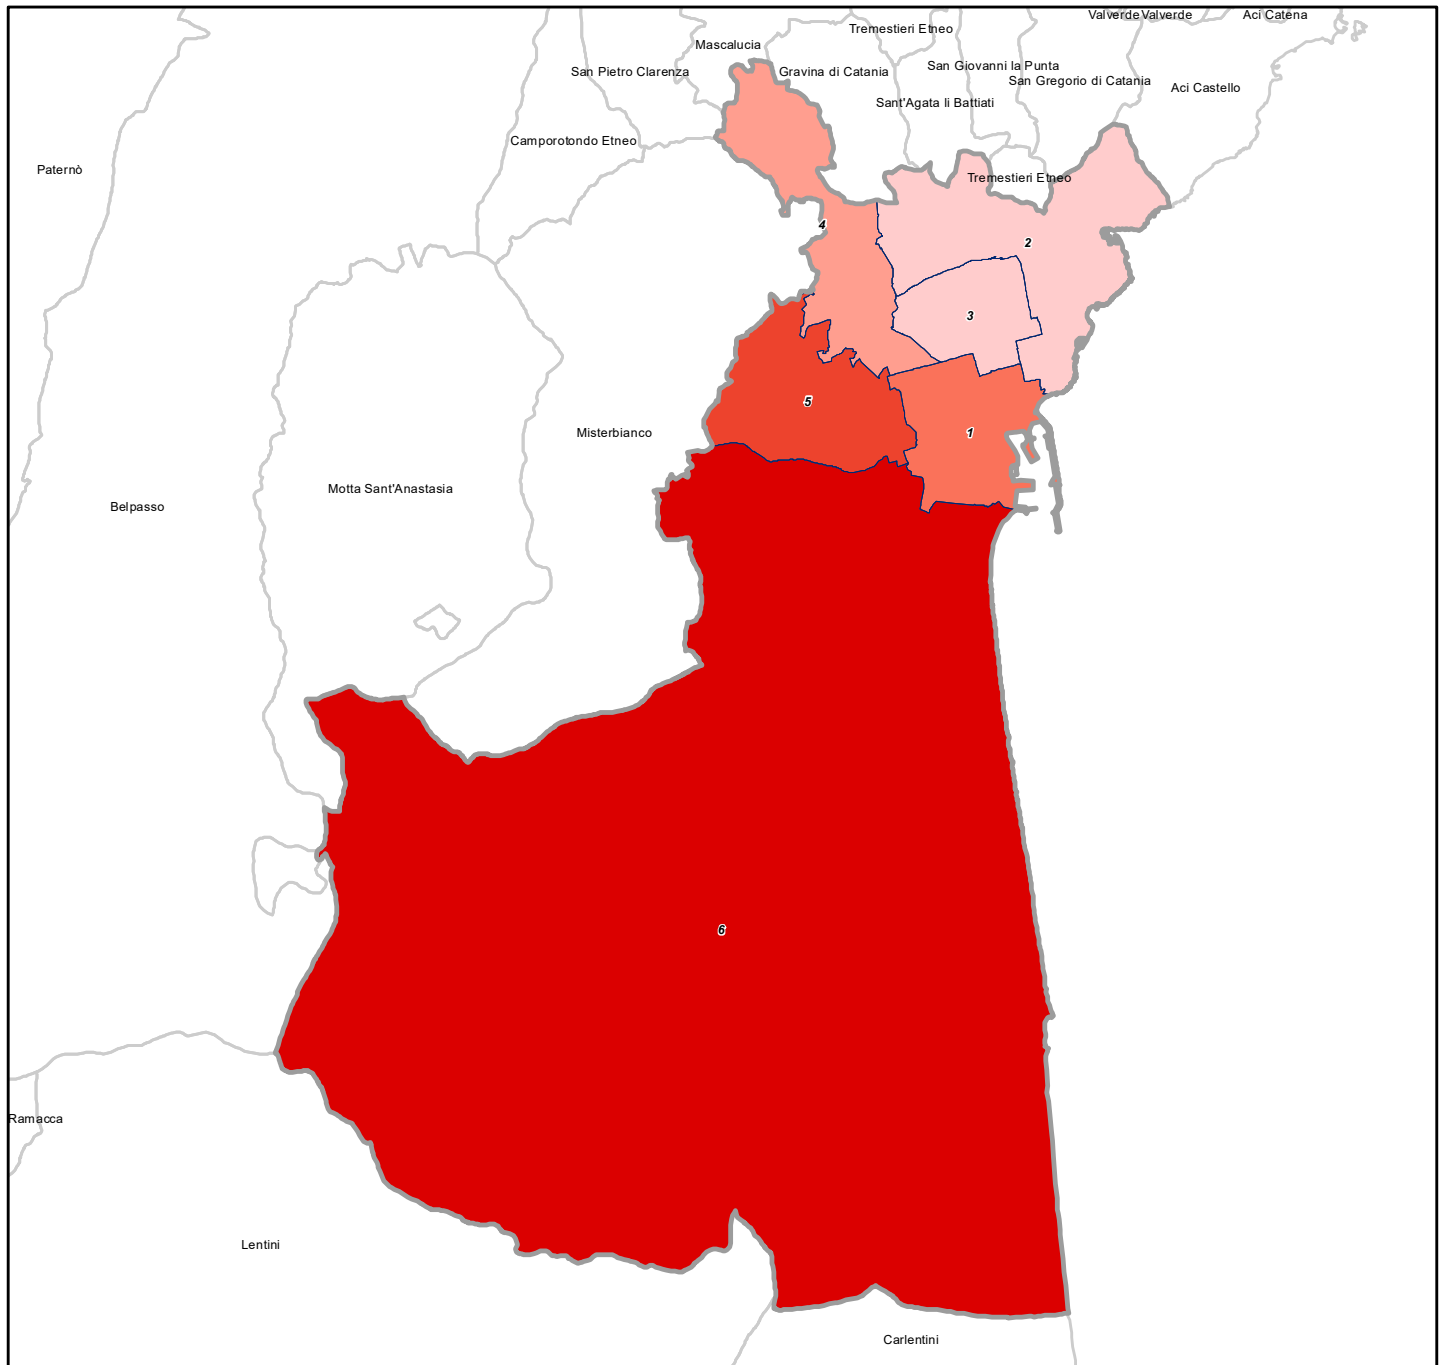 ValverdeValverde
Aci Catena
Tremestieri Etneo
Mascalucia
San Pietro Clarenza
Gravina di Catania
San Giovanni la Punta
San Gregorio di Catania
Aci Castello
Sant'Agata li Battiati
Camporotondo Etneo
Paternò
Tremestieri Etneo
4
2
3
5
1
Misterbianco
Motta Sant'Anastasia
Belpasso
6
Ramacca
Lentini
Carlentini